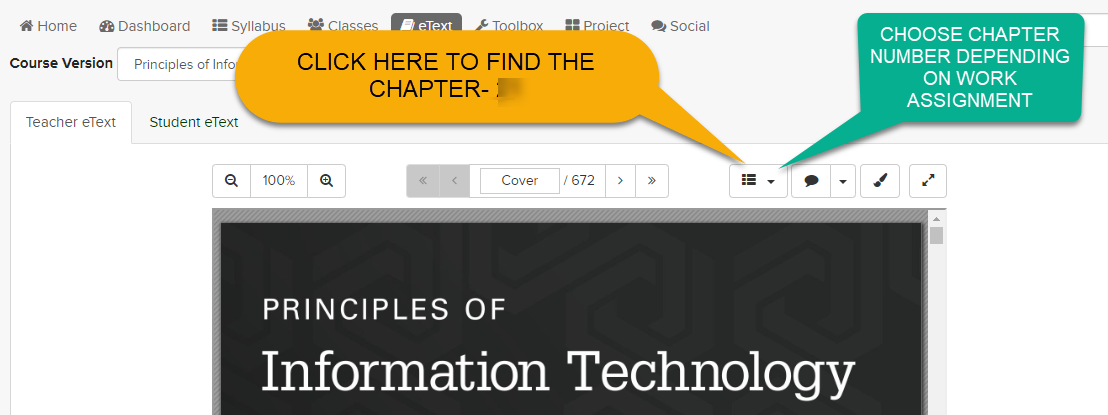 Home Dashboard Syllabus Classes eText Toolbox Project Social
Course Version Principles of Info
CLICK HERE TO FIND THE
CHAPTER-
CHOOSE CHAPTER
NUMBER DEPENDING
ON WORK
ASSIGNMENT
Teacher eText Student eText
100% « ‹ Cover / 672 › »
PRINCIPLES OF
Information Technology